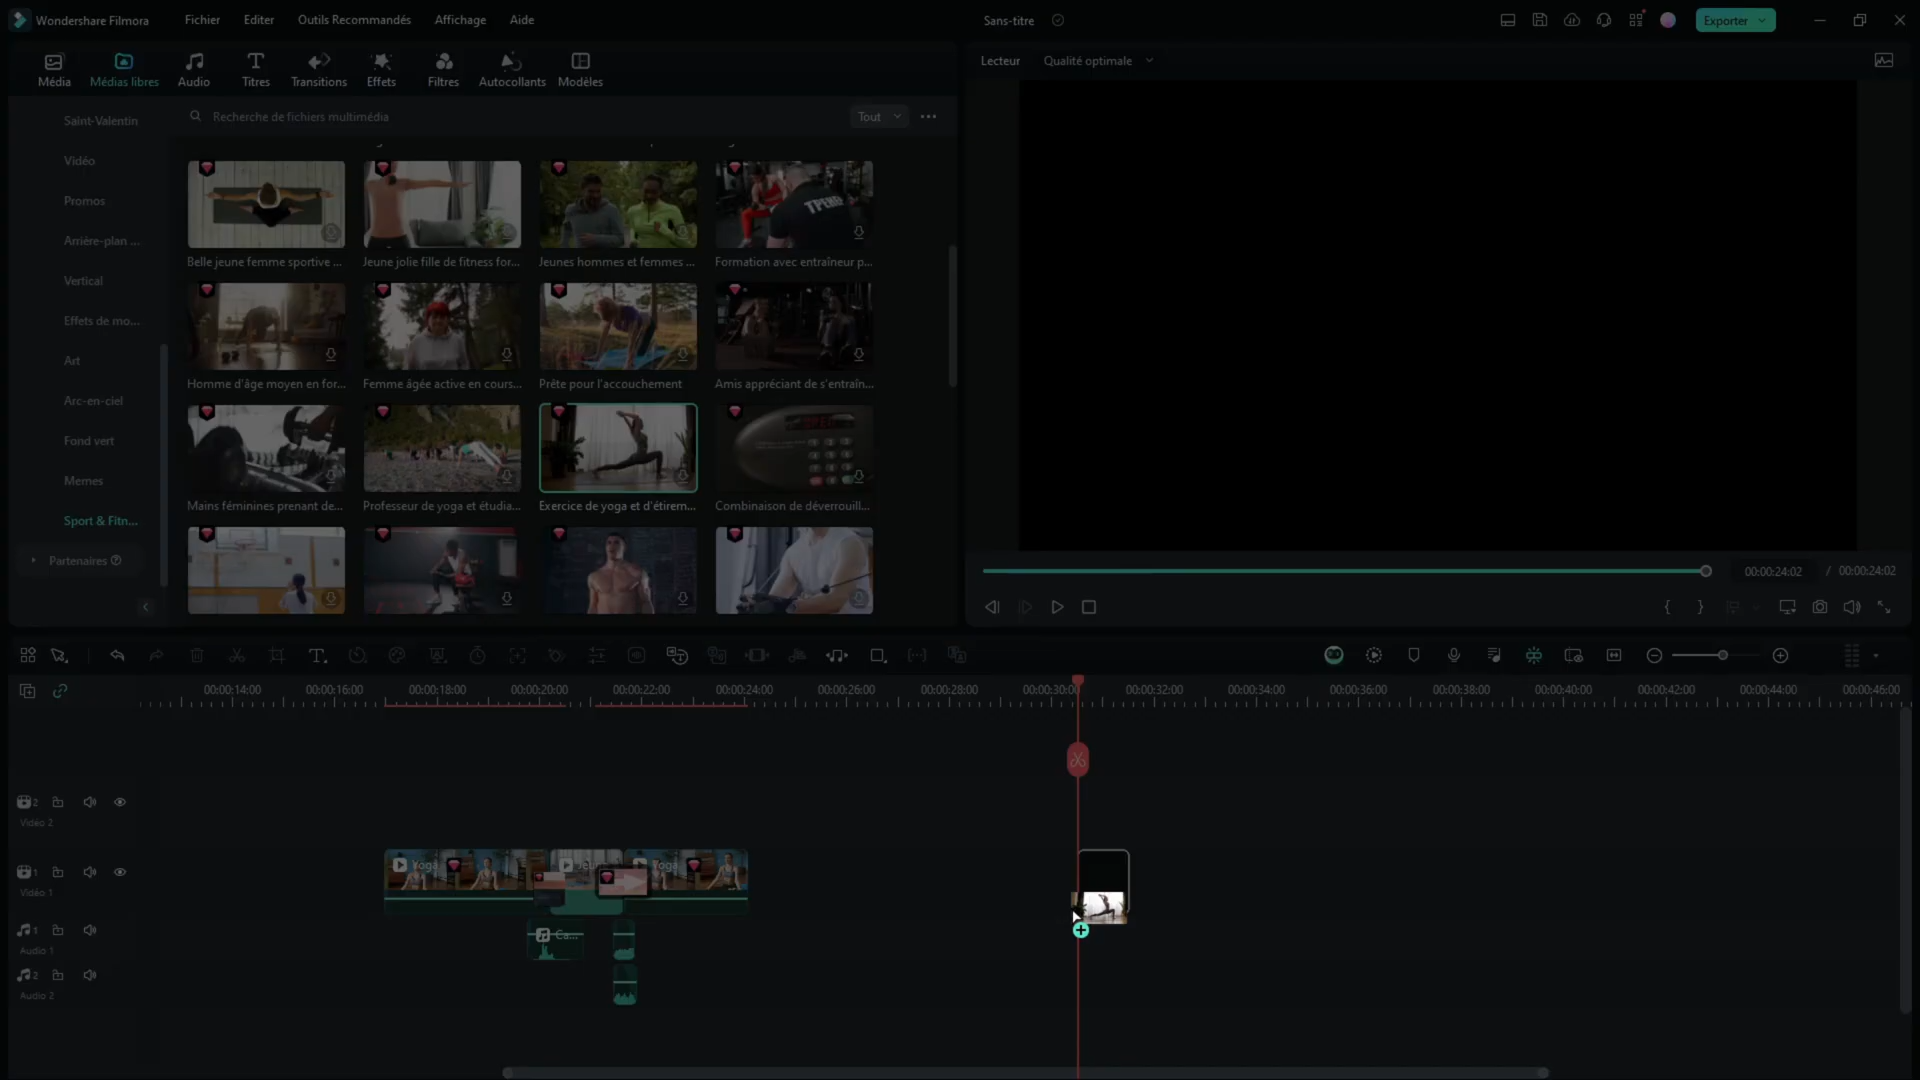 Wondershare Filmora
Fichier
Editer
Outils Recommandés
Affichage
Aide
Sans-titre
Exporter
Média
Médias libres
Audio
Titres
Transitions
Effets
Filtres
Autocollants
Modèles
Lecteur
Qualité optimale
Saint-Valentin
Vidéo
Promos
Arrière-plan ...
Vertical
Effets de mo...
Art
Arc-en-ciel
Fond vert
Memes
Sport & Fitn...
Partenaires
Recherche de fichiers multimédia
Tout
Belle jeune femme sportive ...
Jeune jolie fille de fitness for...
Jeunes hommes et femmes ...
Formation avec entraîneur p...
Homme d'âge moyen en for...
Femme âgée active en cours...
Prête pour l'accouchement
Amis appréciant de s'entraîn...
Mains féminines prenant de...
Professeur de yoga et étudia...
Exercice de yoga et d'étirem...
Combinaison de déverrouill...
00:00:24:02 / 00:00:24:02
00:00:14:00
00:00:16:00
00:00:18:00
00:00:20:00
00:00:22:00
00:00:24:00
00:00:26:00
00:00:28:00
00:00:30:00
00:00:32:00
00:00:34:00
00:00:36:00
00:00:38:00
00:00:40:00
00:00:42:00
00:00:44:00
00:00:46:00
2
Vidéo 2
1
Vidéo 1
Yoga
Yoga
1
Audio 1
Ca...
2
Audio 2